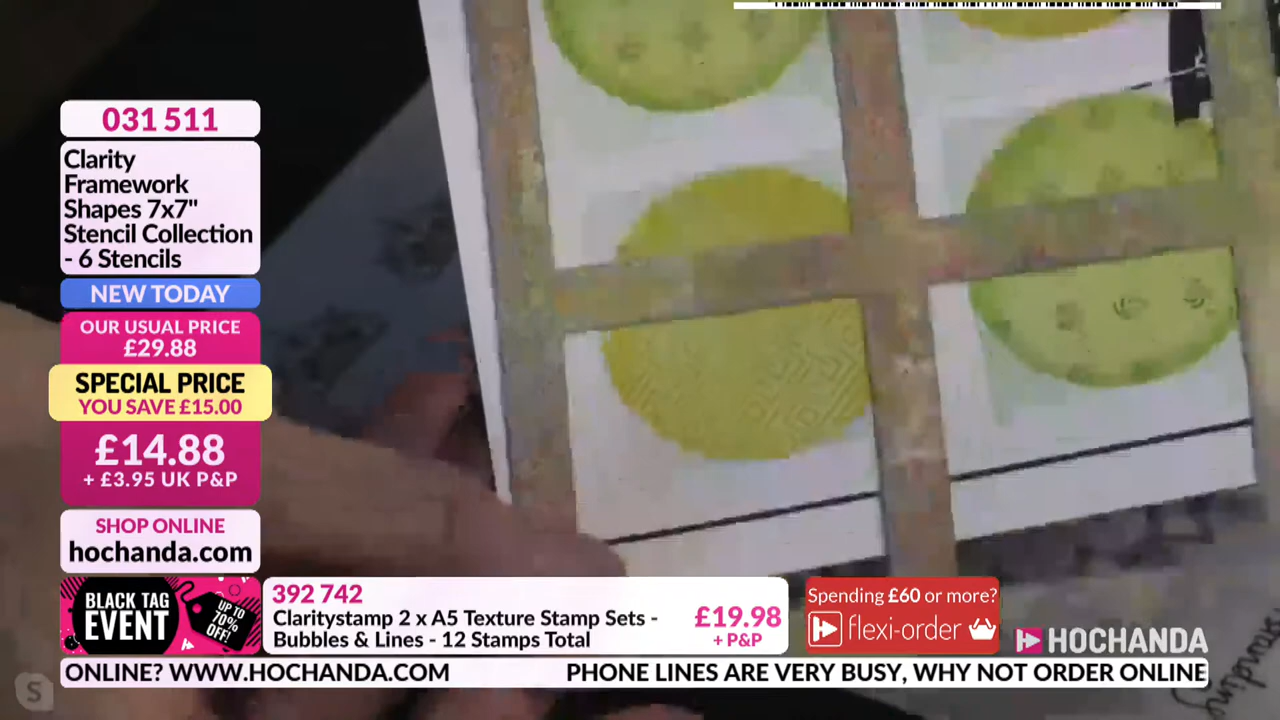 031 511
Clarity
Framework
Shapes 7x7"
Stencil Collection
- 6 Stencils
NEW TODAY
OUR USUAL PRICE
£29.88
SPECIAL PRICE
YOU SAVE £15.00
£14.88
+ £3.95 UK P&P
SHOP ONLINE
hochanda.com
BLACK TAG
EVENT
UP TO
70%
OFF!
392 742
Claritystamp 2 x A5 Texture Stamp Sets -
Bubbles & Lines - 12 Stamps Total
£19.98
+ P&P
Spending £60 or more?
flexi-order
HOCHANDA
ONLINE? WWW.HOCHANDA.COM PHONE LINES ARE VERY BUSY, WHY NOT ORDER ONLINE
S